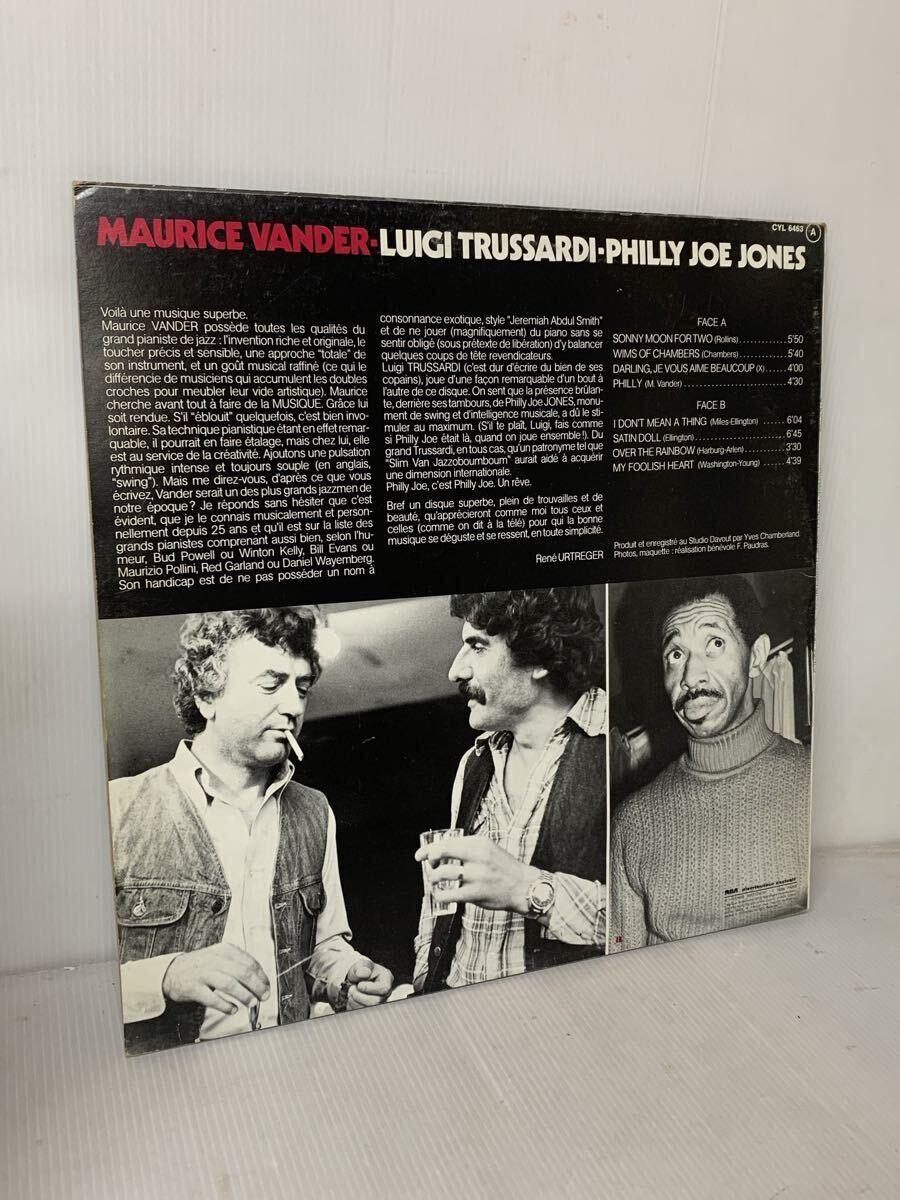 CYL 6463 A
MAURICE VANDER-LUIGI TRUSSARDI-PHILLY JOE JONES
Voilà une musique superbe.
Maurice VANDER possède toutes les qualités du
grand pianiste de jazz : l'invention riche et originale, le
toucher précis et sensible, une approche "totale" de
son instrument, et un goût musical raffiné (ce qui le
différencie de musiciens qui accumulent les doubles
croches pour meubler leur vide artistique). Maurice
cherche avant tout à faire de la MUSIQUE. Grâce lui
soit rendue. S'il "éblouit" quelquefois, c'est bien invo-
lontaire. Sa technique pianistique étant en effet remar-
quable, il pourrait en faire étalage, mais chez lui, elle
est au service de la créativité. Ajoutons une pulsation
rythmique intense et toujours souple (en anglais,
"swing"). Mais me direz-vous, d'après ce que vous
écrivez, Vander serait un des plus grands jazzmen de
notre époque ? Je réponds sans hésiter que c'est
évident, que je le connais musicalement et person-
nellement depuis 25 ans et qu'il est sur la liste des
grands pianistes comprenant aussi bien, selon l'hu-
meur, Bud Powell ou Winton Kelly, Bill Evans ou
Maurizio Pollini, Red Garland ou Daniel Wayemberg.
Son handicap est de ne pas posséder un nom à
consonnance exotique, style "Jeremiah Abdul Smith"
et de ne jouer (magnifiquement) du piano sans se
sentir obligé (sous prétexte de libération) d'y balancer
quelques coups de tête revendicateurs.
Luigi TRUSSARDI (c'est dur d'écrire du bien de ses
copains), joue d'une façon remarquable d'un bout à
l'autre de ce disque. On sent que la présence brûlan-
te, derrière ses tambours, de Philly Joe JONES, monu-
ment de swing et d'intelligence musicale, a dû le sti-
muler au maximum. (S'il te plaît, Luigi, fais comme
si Philly Joe était là, quand on joue ensemble !). Du
grand Trussardi, en tous cas, qu'un patronyme tel que
"Slim Van Jazzoboumboum" aurait aidé à acquérir
une dimension internationale.
Philly Joe, c'est Philly Joe. Un rêve.
Bref un disque superbe, plein de trouvailles et de
beauté, qu'apprécieront comme moi tous ceux et
celles (comme on dit à la télé) pour qui la bonne
musique se déguste et se ressent, en toute simplicité.
René URTREGER
FACE A
SONNY MOON FOR TWO (Rollins)............5'50
WIMS OF CHAMBERS (Chambers)............5'40
DARLING, JE VOUS AIME BEAUCOUP (X)......4'00
PHILLY (M. Vander)........................4'30
FACE B
I DON'T MEAN A THING (Miles-Ellington)......6'04
SATIN DOLL (Ellington)......................6'45
OVER THE RAINBOW (Harburg-Arlen)..........3'30
MY FOOLISH HEART (Washington-Young)......4'39
Produit et enregistré au Studio Davout par Yves Chamberland.
Photos, maquette : réalisation bénévole F. Paudras.
RCA distributeur exclusif